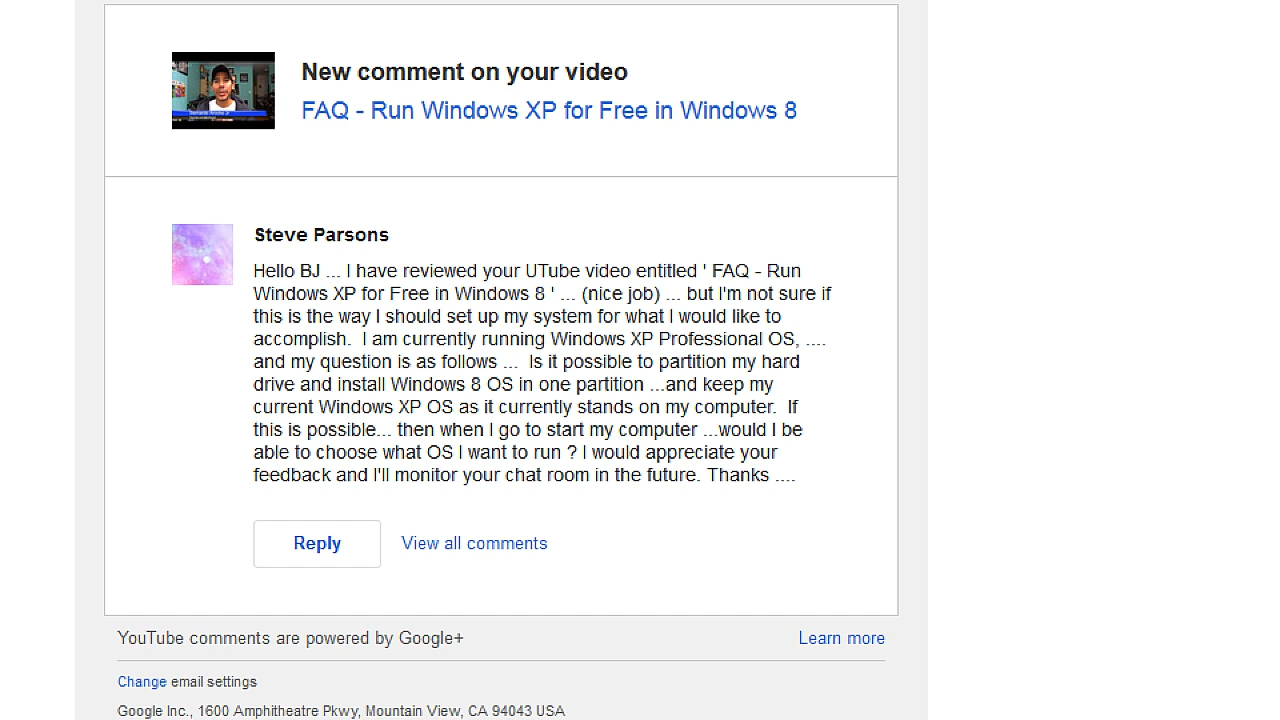 New comment on your video
FAQ - Run Windows XP for Free in Windows 8
Steve Parsons
Hello BJ ... I have reviewed your UTube video entitled ' FAQ - Run
Windows XP for Free in Windows 8 ' ... (nice job) ... but I'm not sure if
this is the way I should set up my system for what I would like to
accomplish.  I am currently running Windows XP Professional OS, ....
and my question is as follows ...  Is it possible to partition my hard
drive and install Windows 8 OS in one partition ...and keep my
current Windows XP OS as it currently stands on my computer.  If
this is possible... then when I go to start my computer ...would I be
able to choose what OS I want to run ? I would appreciate your
feedback and I'll monitor your chat room in the future. Thanks ....
Reply View all comments
YouTube comments are powered by Google+ Learn more
Change email settings
Google Inc., 1600 Amphitheatre Pkwy, Mountain View, CA 94043 USA